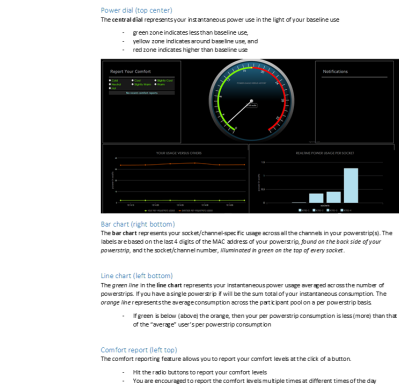 Power dial (top center)
The central dial represents your instantaneous power use in the light of your baseline use
- green zone indicates less than baseline use,
- yellow zone indicates around baseline use, and
- red zone indicates higher than baseline use
Report Your Comfort
Notifications
Bar chart (right bottom)
The bar chart represents your socket/channel-specific usage across all the channels in your powerstrip(s). The
labels are based on the last 4 digits of the MAC address of your powerstrip, found on the back side of your
powerstrip, and the socket/channel number, illuminated in green on the top of every socket.
Line chart (left bottom)
The green line in the line chart represents your instantaneous power usage averaged across the number of
powerstrips. If you have a single powerstrip if will be the sum total of your instantaneous consumption. The
orange line represents the average consumption across the participant pool on a per powerstrip basis.
- If green is below (above) the orange, then your per powerstrip consumption is less (more) than that
of the "average" user's per powerstrip consumption
Comfort report (left top)
The comfort reporting feature allows you to report your comfort levels at the click of a button.
- Hit the radio buttons to report your comfort levels
- You are encouraged to report the comfort levels multiple times at different times of the day